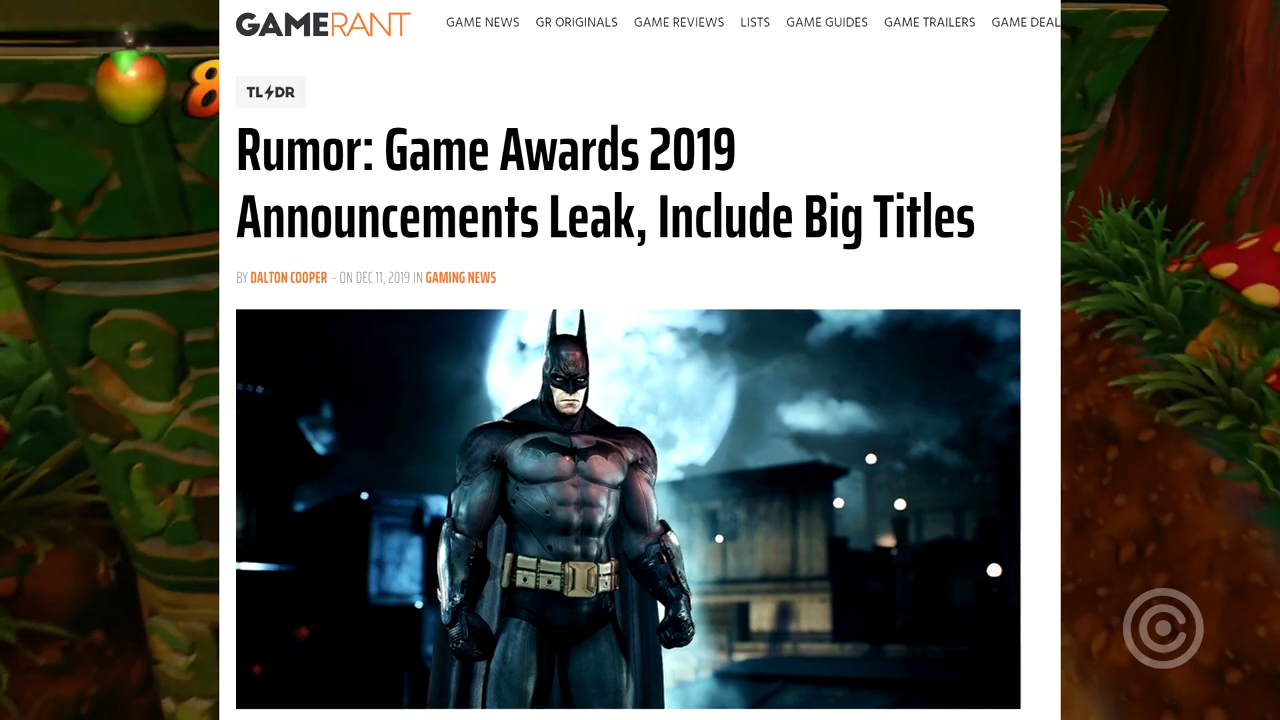 8
GAMERANT
GAME NEWS GR ORIGINALS GAME REVIEWS LISTS GAME GUIDES GAME TRAILERS GAME DEAL
TL DR
Rumor: Game Awards 2019
Announcements Leak, Include Big Titles
BY DALTON COOPER – ON DEC 11, 2019 IN GAMING NEWS